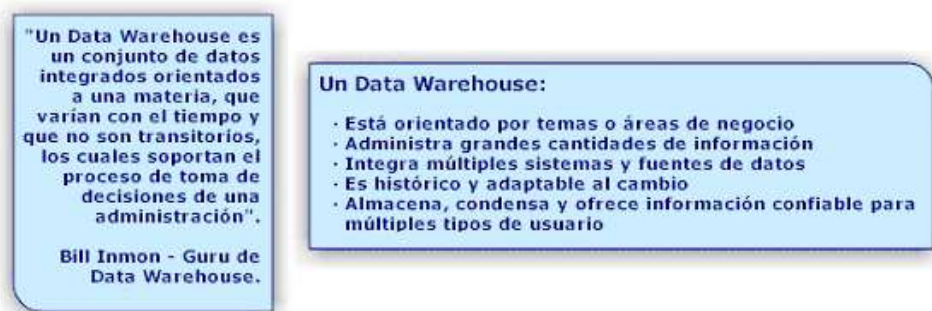 "Un Data Warehouse es
un conjunto de datos
integrados orientados
a una materia, que
varían con el tiempo y
que no son transitorios,
los cuales soportan el
proceso de toma de
decisiones de una
administración".
Bill Inmon - Guru de
Data Warehouse.
Un Data Warehouse:
· Está orientado por temas o áreas de negocio
· Administra grandes cantidades de información
· Integra múltiples sistemas y fuentes de datos
· Es histórico y adaptable al cambio
· Almacena, condensa y ofrece información confiable para
múltiples tipos de usuario